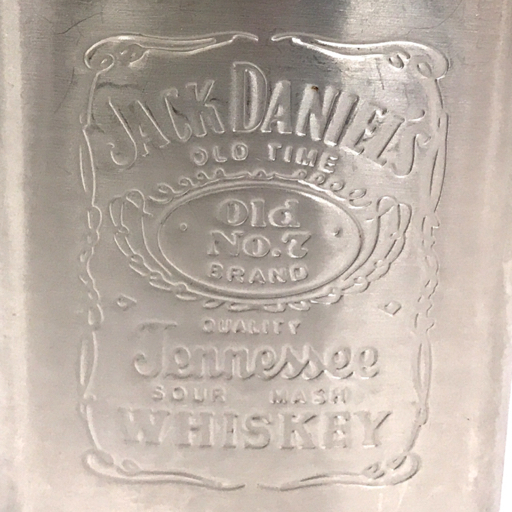 JACK DANIEL'S
OLD TIME
Old
No.7
BRAND
QUALITY
Tennessee
SOUR MASH
WHISKEY